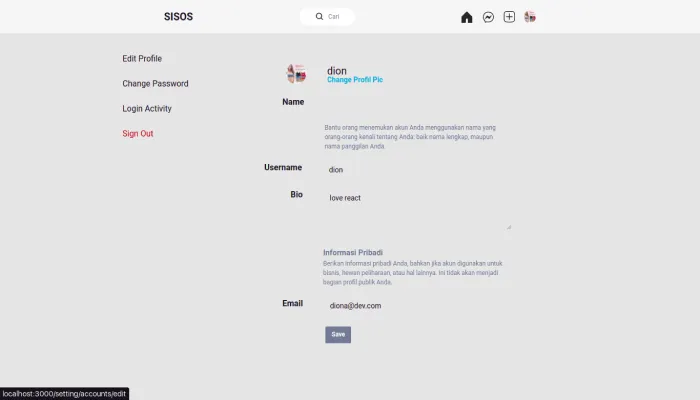 SISOS
Cari
Edit Profile
Change Password
Login Activity
Sign Out
dion
Change Profil Pic
Name
Bantu orang menemukan akun Anda menggunakan nama yang
orang-orang kenali tentang Anda: baik nama lengkap, maupun
nama panggilan Anda.
Username
dion
Bio
love react
Informasi Pribadi
Berikan informasi pribadi Anda, bahkan jika akun digunakan untuk
bisnis, hewan peliharaan, atau hal lainnya. Ini tidak akan menjadi
bagian profil publik Anda.
Email
diona@dev.com
Save
localhost:3000/setting/accounts/edit